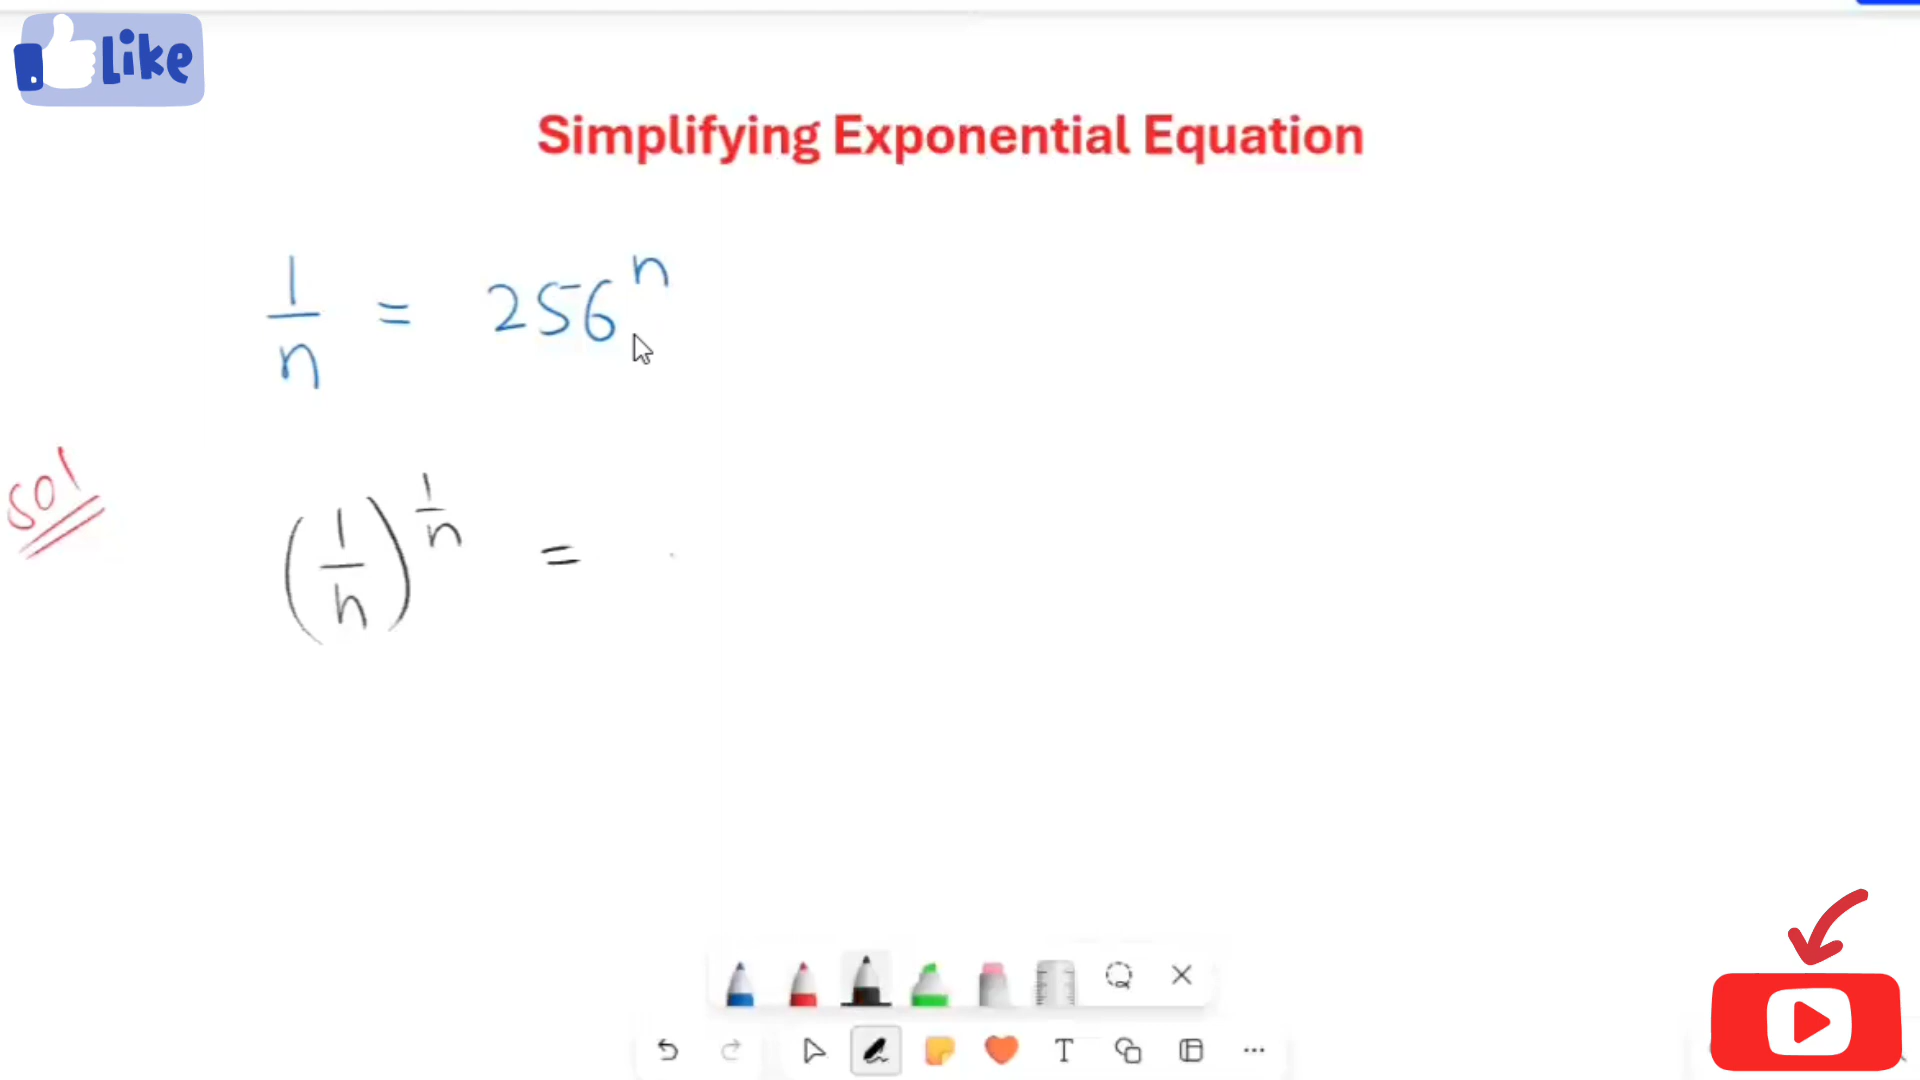 Like
Simplifying Exponential Equation
1/n = 256^n
Sol
(1/n)^(1/n) =
T